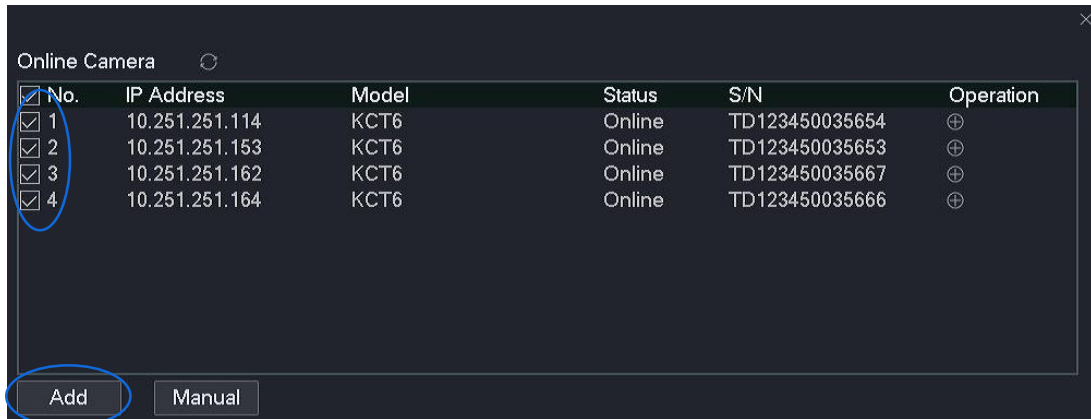 Online Camera
No. IP Address Model Status S/N Operation
1 10.251.251.114 KCT6 Online TD123450035654
2 10.251.251.153 KCT6 Online TD123450035653
3 10.251.251.162 KCT6 Online TD123450035667
4 10.251.251.164 KCT6 Online TD123450035666
Add Manual